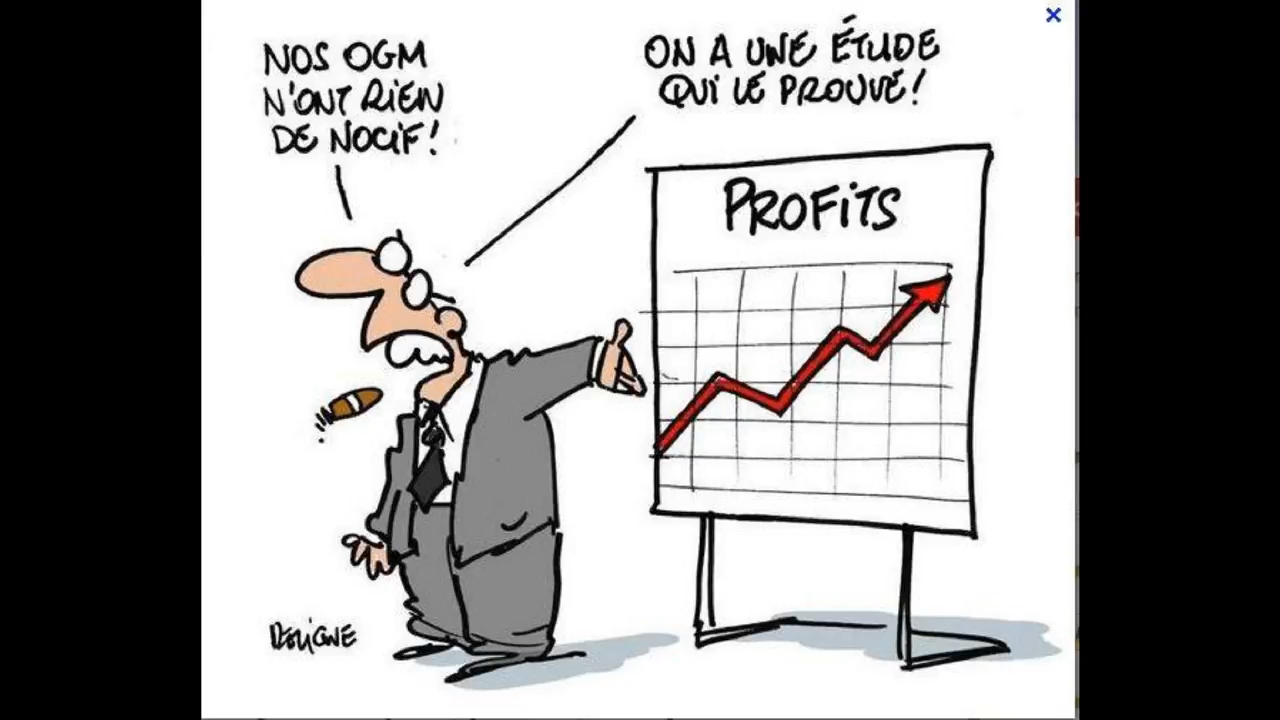 NOS OGM
N'ONT RIEN
DE NOCIF!
ON A UNE ÉTUDE
QUI LE PROUVE!
PROFiTS
DELIGNE